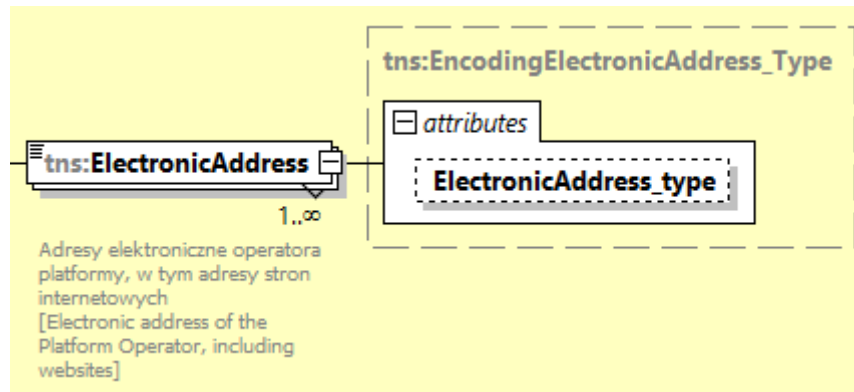 tns:EncodingElectronicAddress_Type
attributes
tns:ElectronicAddress
ElectronicAddress_type
1..∞
Adresy elektroniczne operatora
platformy, w tym adresy stron
internetowych
[Electronic address of the
Platform Operator, including
websites]